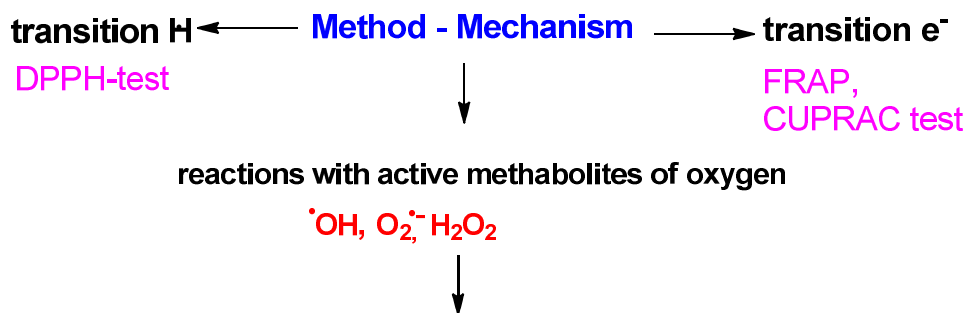 transition H• Method - Mechanism transition e⁻
DPPH-test FRAP,
CUPRAC test
reactions with active methabolites of oxygen
•OH, O₂•⁻, H₂O₂